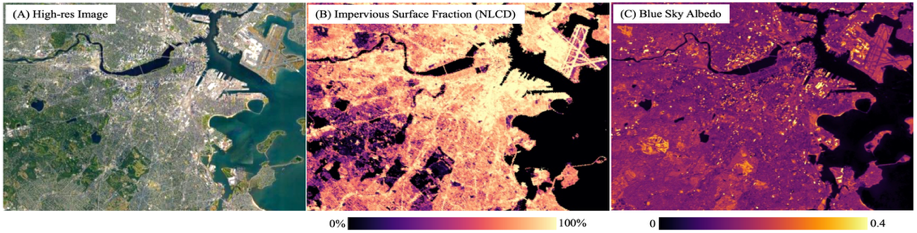 (A) High-res Image
(B) Impervious Surface Fraction (NLCD)
(C) Blue Sky Albedo
0%
100%
0
0.4